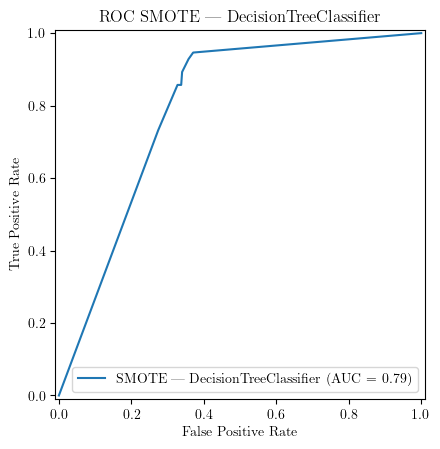 ROC SMOTE — DecisionTreeClassifier
1.0
0.8
0.6
0.4
0.2
0.0
True Positive Rate
SMOTE — DecisionTreeClassifier (AUC = 0.79)
0.0 0.2 0.4 0.6 0.8 1.0
False Positive Rate